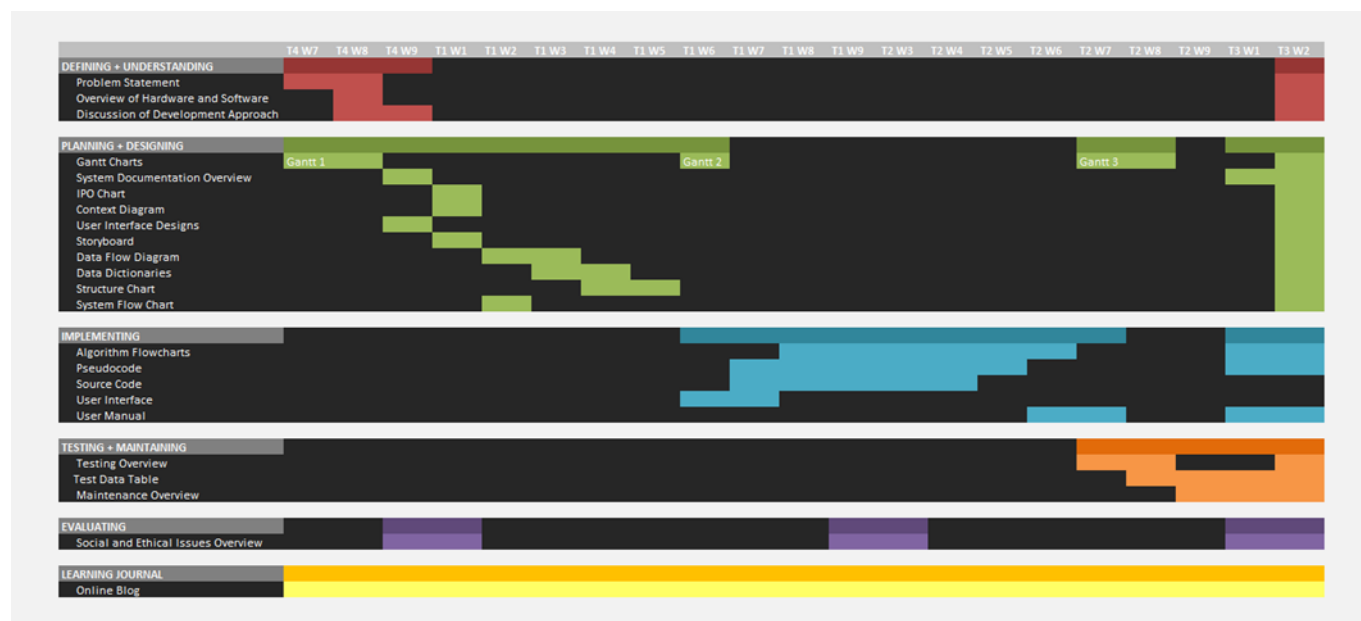 T4 W7 T4 W8 T4 W9 T1 W1 T1 W2 T1 W3 T1 W4 T1 W5 T1 W6 T1 W7 T1 W8 T1 W9 T2 W3 T2 W4 T2 W5 T2 W6 T2 W7 T2 W8 T2 W9 T3 W1 T3 W2
DEFINING + UNDERSTANDING
Problem Statement
Overview of Hardware and Software
Discussion of Development Approach
PLANNING + DESIGNING
Gantt Charts Gantt 1 Gantt 2 Gantt 3
System Documentation Overview
IPO Chart
Context Diagram
User Interface Designs
Storyboard
Data Flow Diagram
Data Dictionaries
Structure Chart
System Flow Chart
IMPLEMENTING
Algorithm Flowcharts
Pseudocode
Source Code
User Interface
User Manual
TESTING + MAINTAINING
Testing Overview
Test Data Table
Maintenance Overview
EVALUATING
Social and Ethical Issues Overview
LEARNING JOURNAL
Online Blog